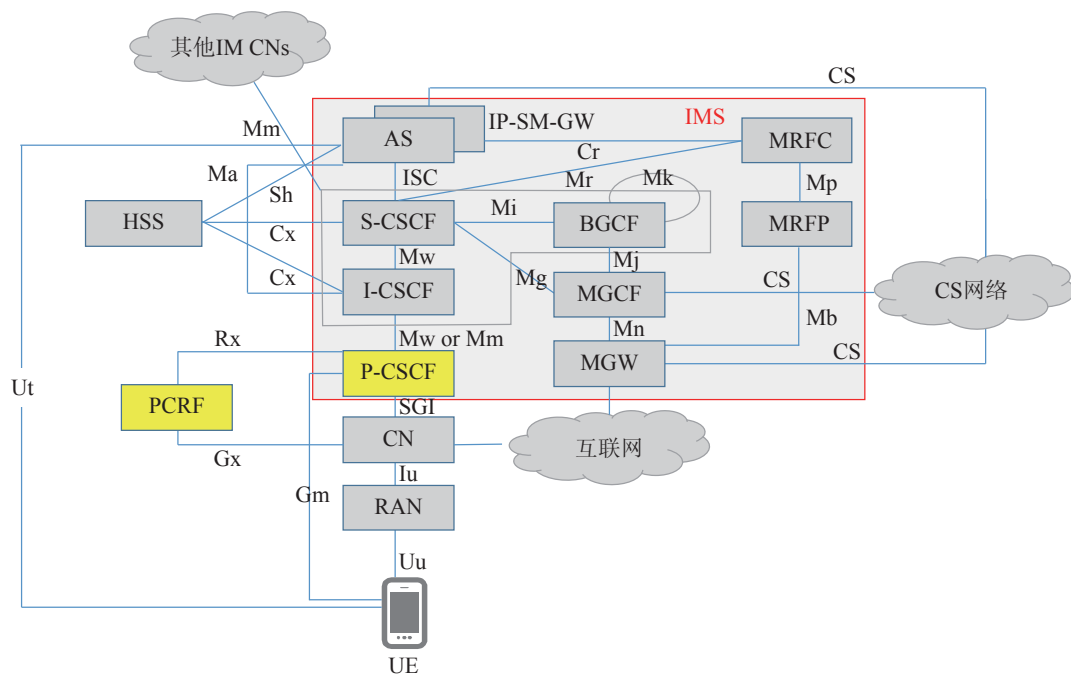 其他IM CNs
CS
IMS
IP-SM-GW
Mm
AS
MRFC
Cr
Ma
ISC
Mr
Mk
Mp
Sh
HSS
S-CSCF
Mi
BGCF
MRFP
Cx
Mw
Mj
Cx
I-CSCF
Mg
MGCF
CS
CS网络
Mn
Mb
Rx
Mw or Mm
CS
P-CSCF
MGW
Ut
PCRF
SGI
CN
互联网
Gx
Iu
Gm
RAN
Uu
UE